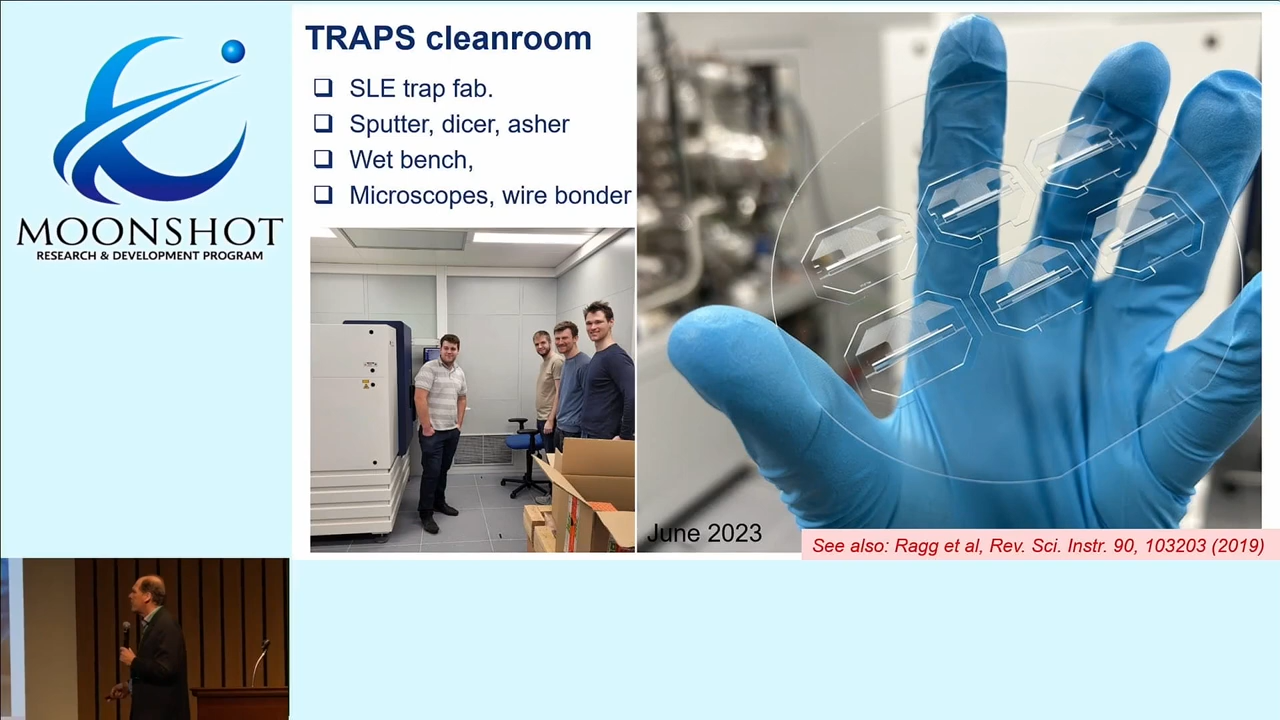 MOONSHOT
RESEARCH & DEVELOPMENT PROGRAM
TRAPS cleanroom
SLE trap fab.
Sputter, dicer, asher
Wet bench,
Microscopes, wire bonder
June 2023
See also: Ragg et al, Rev. Sci. Instr. 90, 103203 (2019)